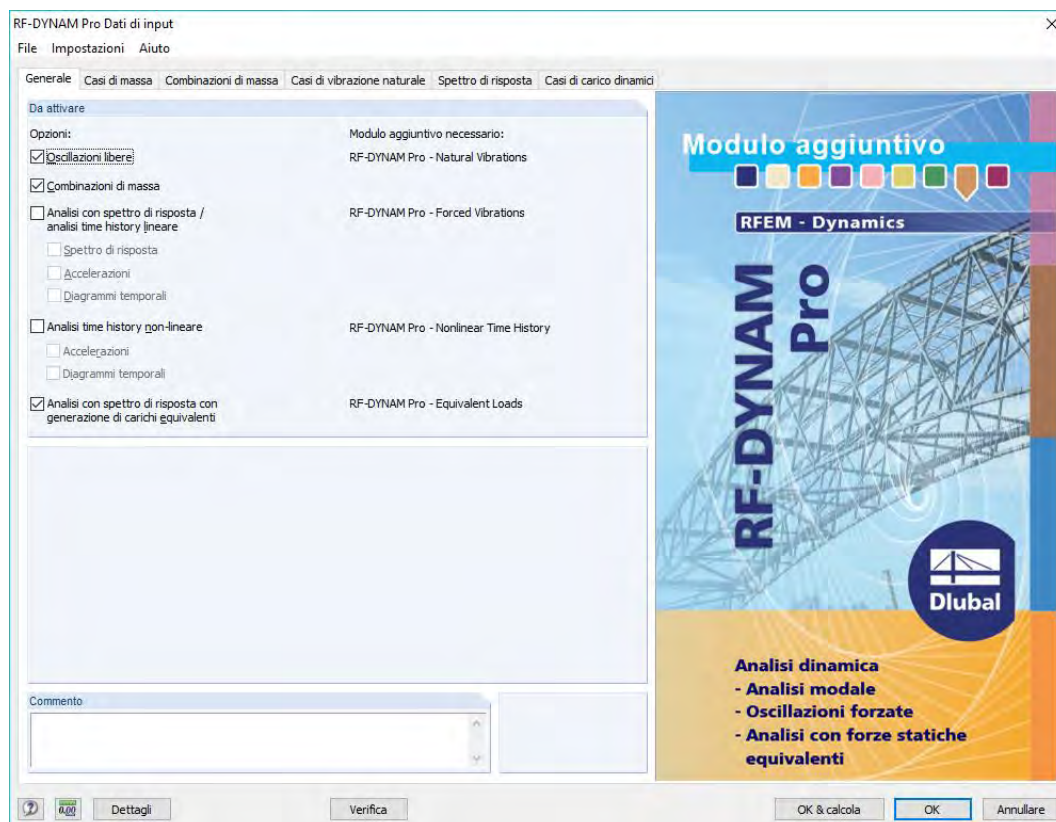 RF-DYNAM Pro Dati di input
File Impostazioni Aiuto
Generale Casi di massa Combinazioni di massa Casi di vibrazione naturale Spettro di risposta Casi di carico dinamici
Da attivare
Opzioni: Modulo aggiuntivo necessario:
Oscillazioni libere RF-DYNAM Pro - Natural Vibrations
Combinazioni di massa
Analisi con spettro di risposta / RF-DYNAM Pro - Forced Vibrations
analisi time history lineare
Spettro di risposta
Accelerazioni
Diagrammi temporali
Analisi time history non-lineare RF-DYNAM Pro - Nonlinear Time History
Accelerazioni
Diagrammi temporali
Analisi con spettro di risposta con RF-DYNAM Pro - Equivalent Loads
generazione di carichi equivalenti
Commento
Modulo aggiuntivo
RFEM - Dynamics
RF-DYNAM
Pro
Dlubal
Analisi dinamica
- Analisi modale
- Oscillazioni forzate
- Analisi con forze statiche
equivalenti
0,00 Dettagli Verifica OK & calcola OK Annullare